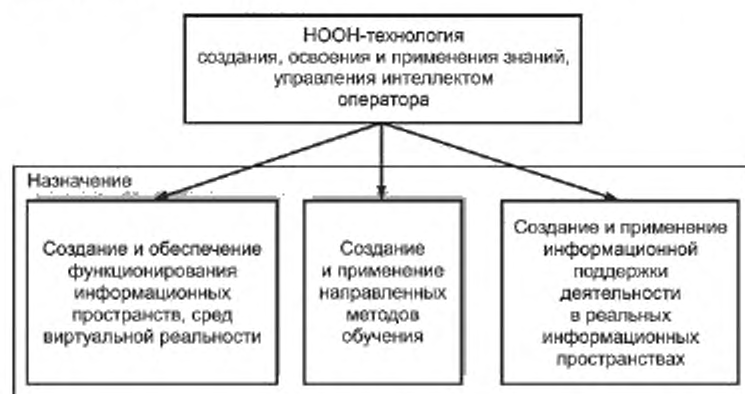 НООН-технология
создания, освоения и применения знаний,
управления интеллектом
оператора
Назначение
Создание и обеспечение
функционирования
информационных
пространств, сред
виртуальной реальности
Создание
и применение
направленных
методов
обучения
Создание и применение
информационной
поддержки
деятельности
в реальных
информационных
пространствах